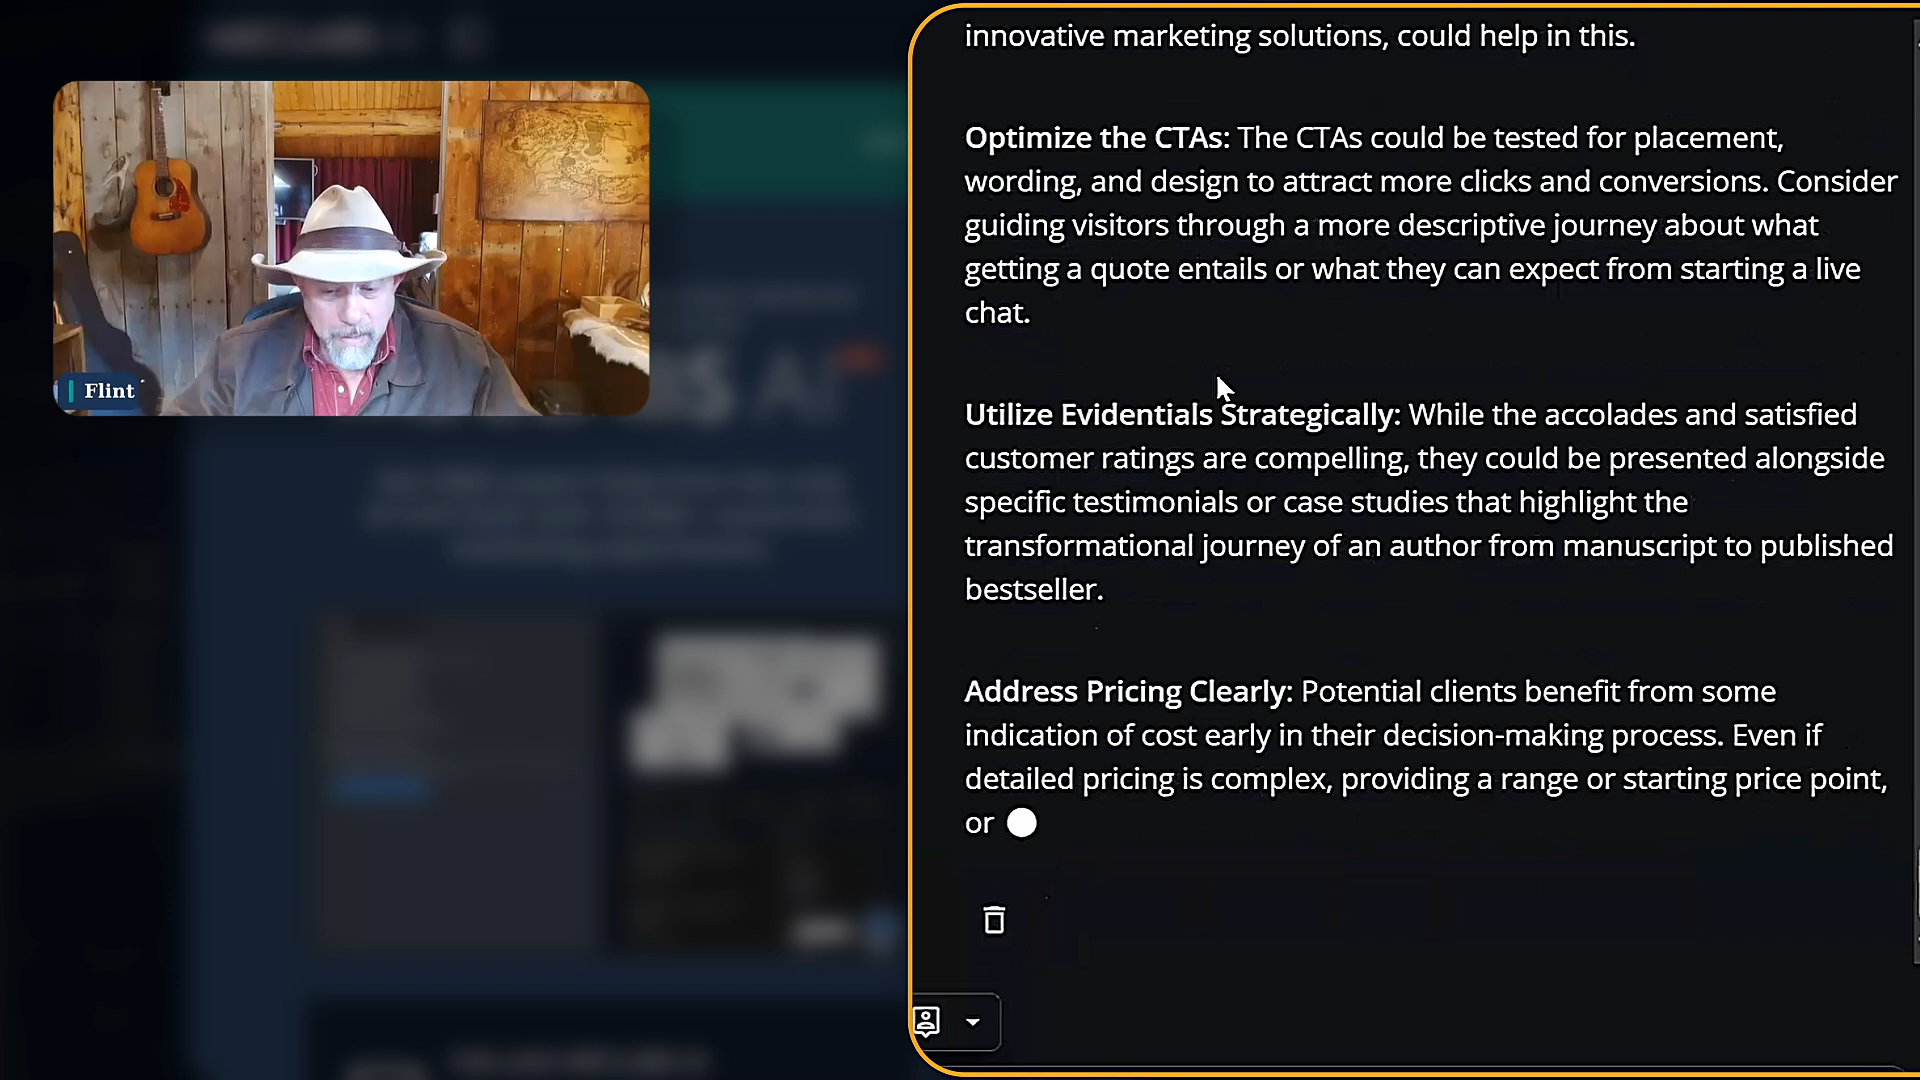 innovative marketing solutions, could help in this.
Optimize the CTAs: The CTAs could be tested for placement,
wording, and design to attract more clicks and conversions. Consider
guiding visitors through a more descriptive journey about what
getting a quote entails or what they can expect from starting a live
chat.
Utilize Evidentials Strategically: While the accolades and satisfied
customer ratings are compelling, they could be presented alongside
specific testimonials or case studies that highlight the
transformational journey of an author from manuscript to published
bestseller.
Address Pricing Clearly: Potential clients benefit from some
indication of cost early in their decision-making process. Even if
detailed pricing is complex, providing a range or starting price point,
or
Flint